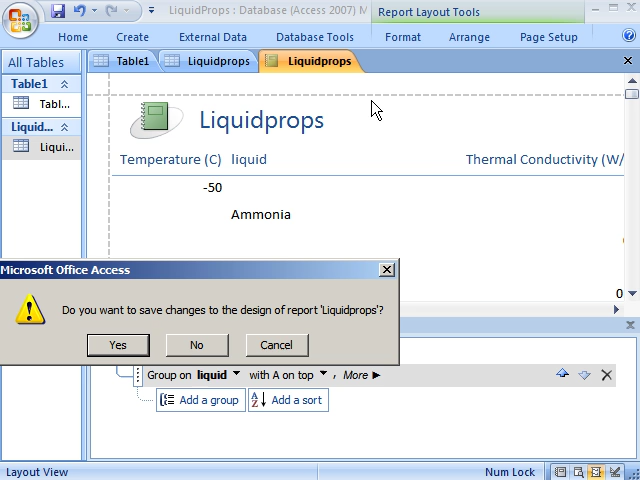 LiquidProps : Database (Access 2007) M
Report Layout Tools
Home Create External Data Database Tools Format Arrange Page Setup
All Tables
Table1 Liquidprops Liquidprops
Table1
Tabl...
Liquid...
Liqui...
Liquidprops
Temperature (C) liquid Thermal Conductivity (W/
-50
Ammonia
0
Microsoft Office Access
Do you want to save changes to the design of report 'Liquidprops'?
Yes No Cancel
Group on liquid with A on top , More
Add a group Add a sort
Layout View Num Lock